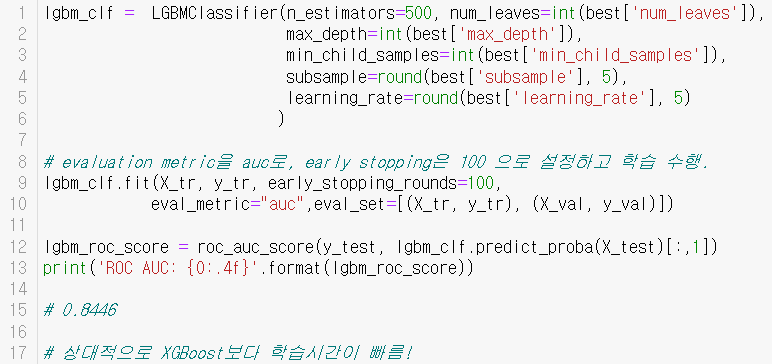 1 lgbm_clf =  LGBMClassifier(n_estimators=500, num_leaves=int(best['num_leaves']),
2                            max_depth=int(best['max_depth']),
3                            min_child_samples=int(best['min_child_samples']),
4                            subsample=round(best['subsample'], 5),
5                            learning_rate=round(best['learning_rate'], 5)
6                           )
7
8 # evaluation metric을 auc로, early stopping은 100 으로 설정하고 학습 수행.
9 lgbm_clf.fit(X_tr, y_tr, early_stopping_rounds=100,
10             eval_metric="auc",eval_set=[(X_tr, y_tr), (X_val, y_val)])
11
12 lgbm_roc_score = roc_auc_score(y_test, lgbm_clf.predict_proba(X_test)[:,1])
13 print('ROC AUC: {0:.4f}'.format(lgbm_roc_score))
14
15 # 0.8446
16
17 # 상대적으로 XGBoost보다 학습시간이 빠름!